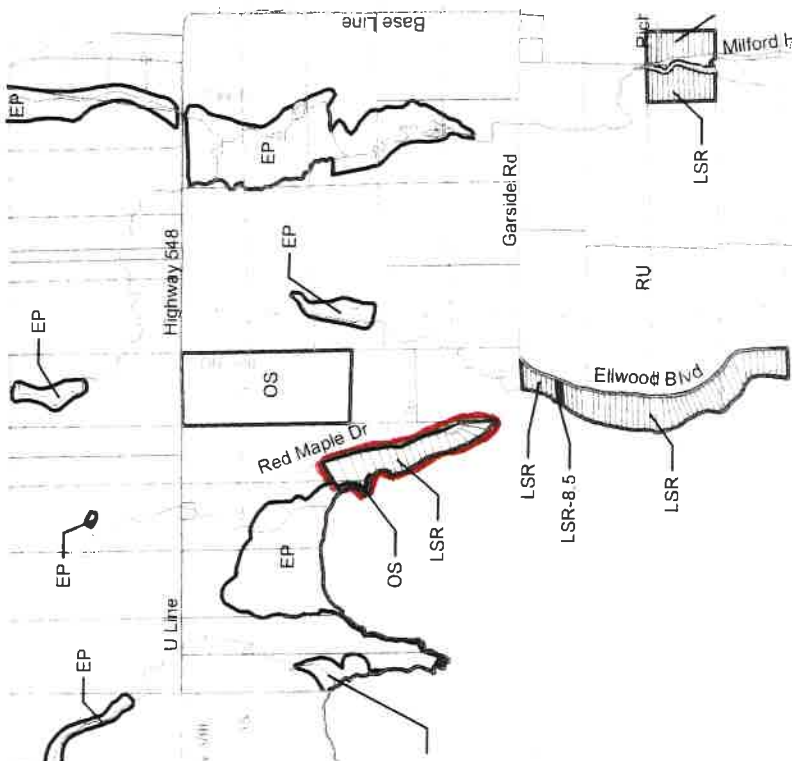 Base Line
Milford
EP
EP
LSR
Garside Rd
Highway 548
EP
EP
RU
OS
Ellwood Blvd
Red Maple Dr
LSR
LSR-8.5
LSR
EP
EP
OS
LSR
U Line
EP